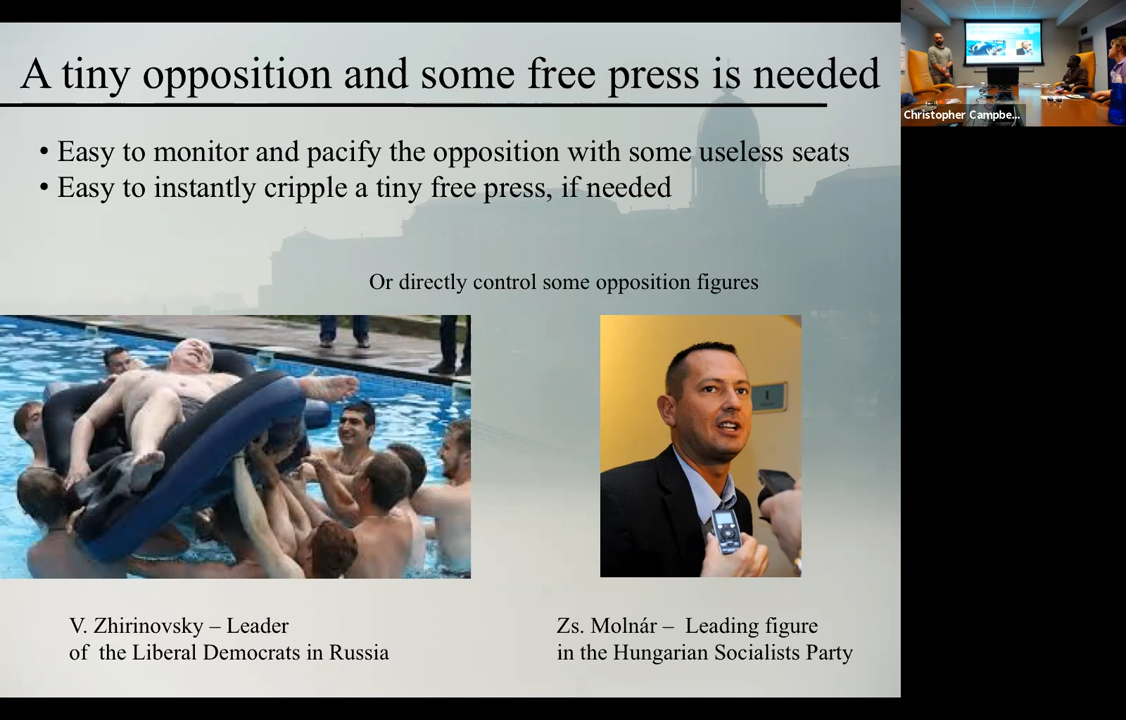 A tiny opposition and some free press is needed
• Easy to monitor and pacify the opposition with some useless seats
• Easy to instantly cripple a tiny free press, if needed
Or directly control some opposition figures
V. Zhirinovsky – Leader
of the Liberal Democrats in Russia
Zs. Molnár – Leading figure
in the Hungarian Socialists Party
Christopher Campbe...